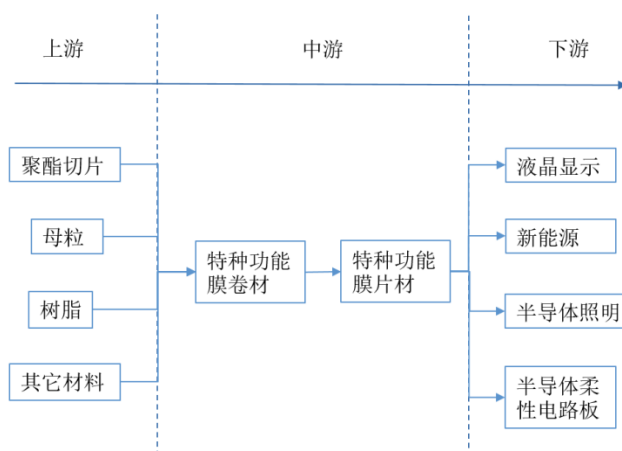 上游
中游
下游
聚酯切片
母粒
树脂
其它材料
特种功能
膜卷材
特种功能
膜片材
液晶显示
新能源
半导体照明
半导体柔
性电路板